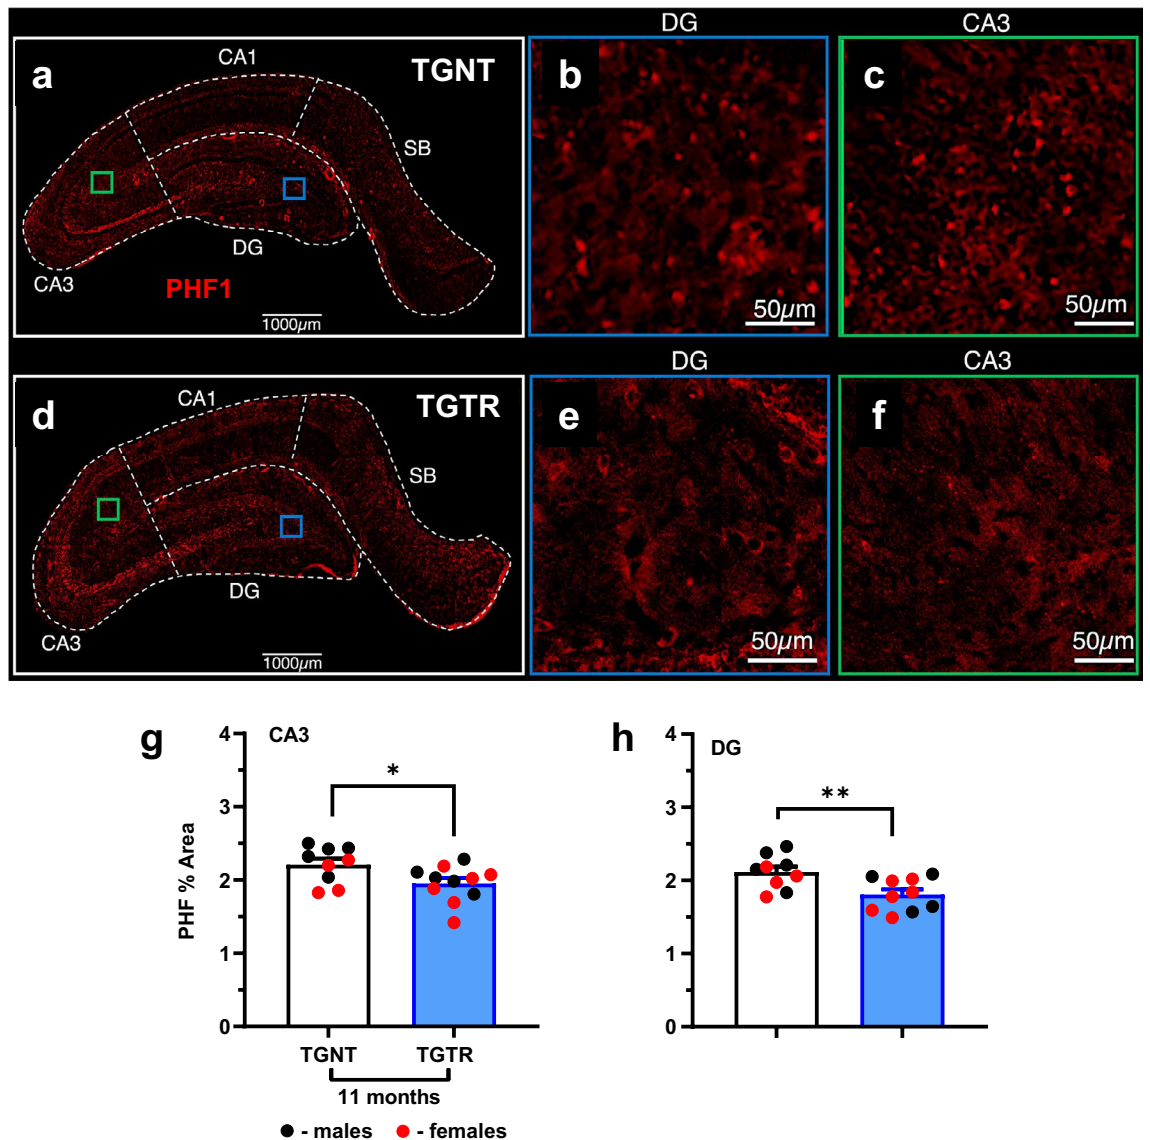 DG
CA3
a
CA1
TGNT
b
c
SB
DG
CA3
PHF1
1000µm
50µm
50µm
DG
CA3
d
CA1
TGTR
e
f
SB
DG
CA3
1000µm
50µm
50µm
g
CA3
h
DG
4
3
2
1
0
PHF % Area
*
4
3
2
1
0
**
TGNT
TGTR
11 months
- males
- females